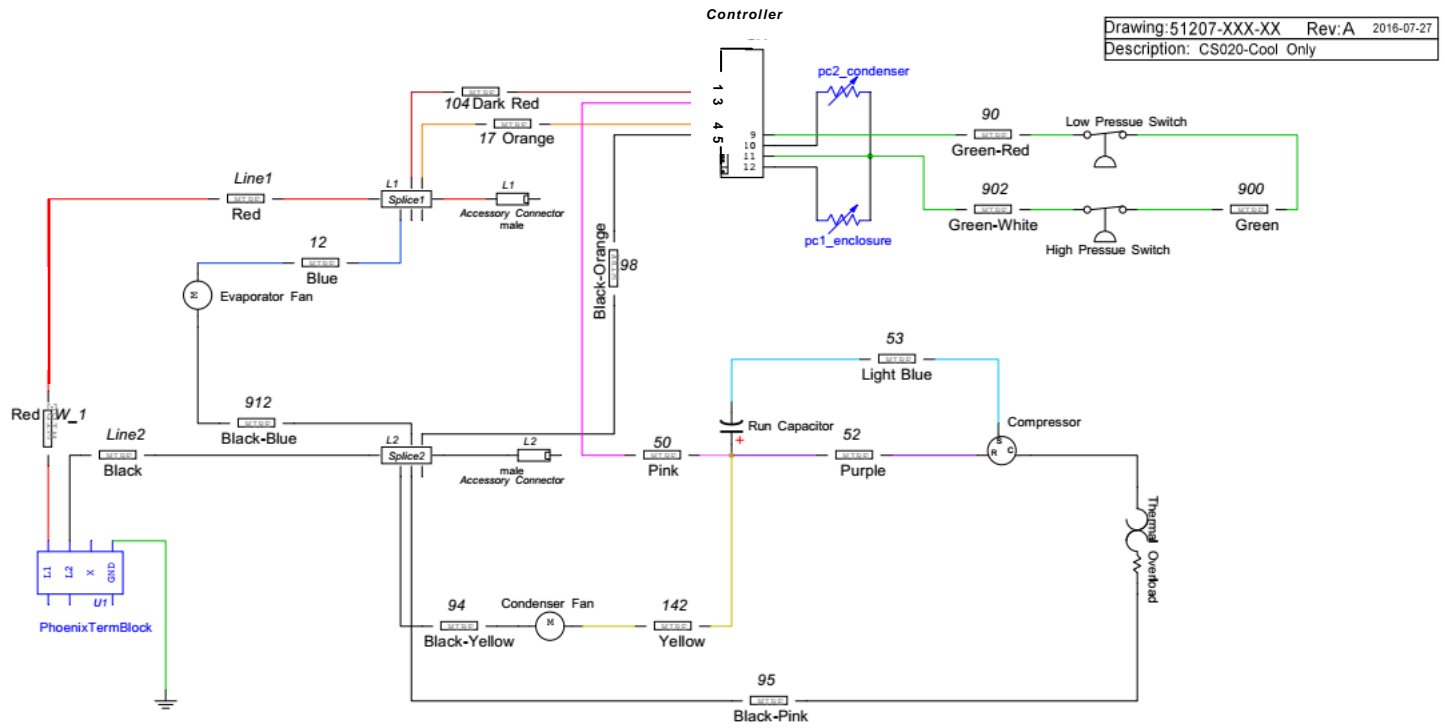 Controller
Drawing:51207-XXX-XX Rev:A 2016-07-27
Description: CS020-Cool Only
pc2_condenser
1
3
4
5
9
10
11
12
104 Dark Red
17 Orange
90
Green-Red
Low Pressue Switch
902
Green-White
High Pressue Switch
900
Green
pc1_enclosure
Line1
Red
L1
Splice1
L1
Accessory Connector
male
12
Blue
M
Evaporator Fan
Black-Orange
98
53
Light Blue
Red
W_1
912
Black-Blue
Line2
Black
L2
Splice2
L2
male
Accessory Connector
50
Pink
Run Capacitor
+
52
Purple
Compressor
S
R
C
Thermal Overload
L1
L2
X
GND
U1
PhoenixTermBlock
94
Black-Yellow
Condenser Fan
M
142
Yellow
95
Black-Pink